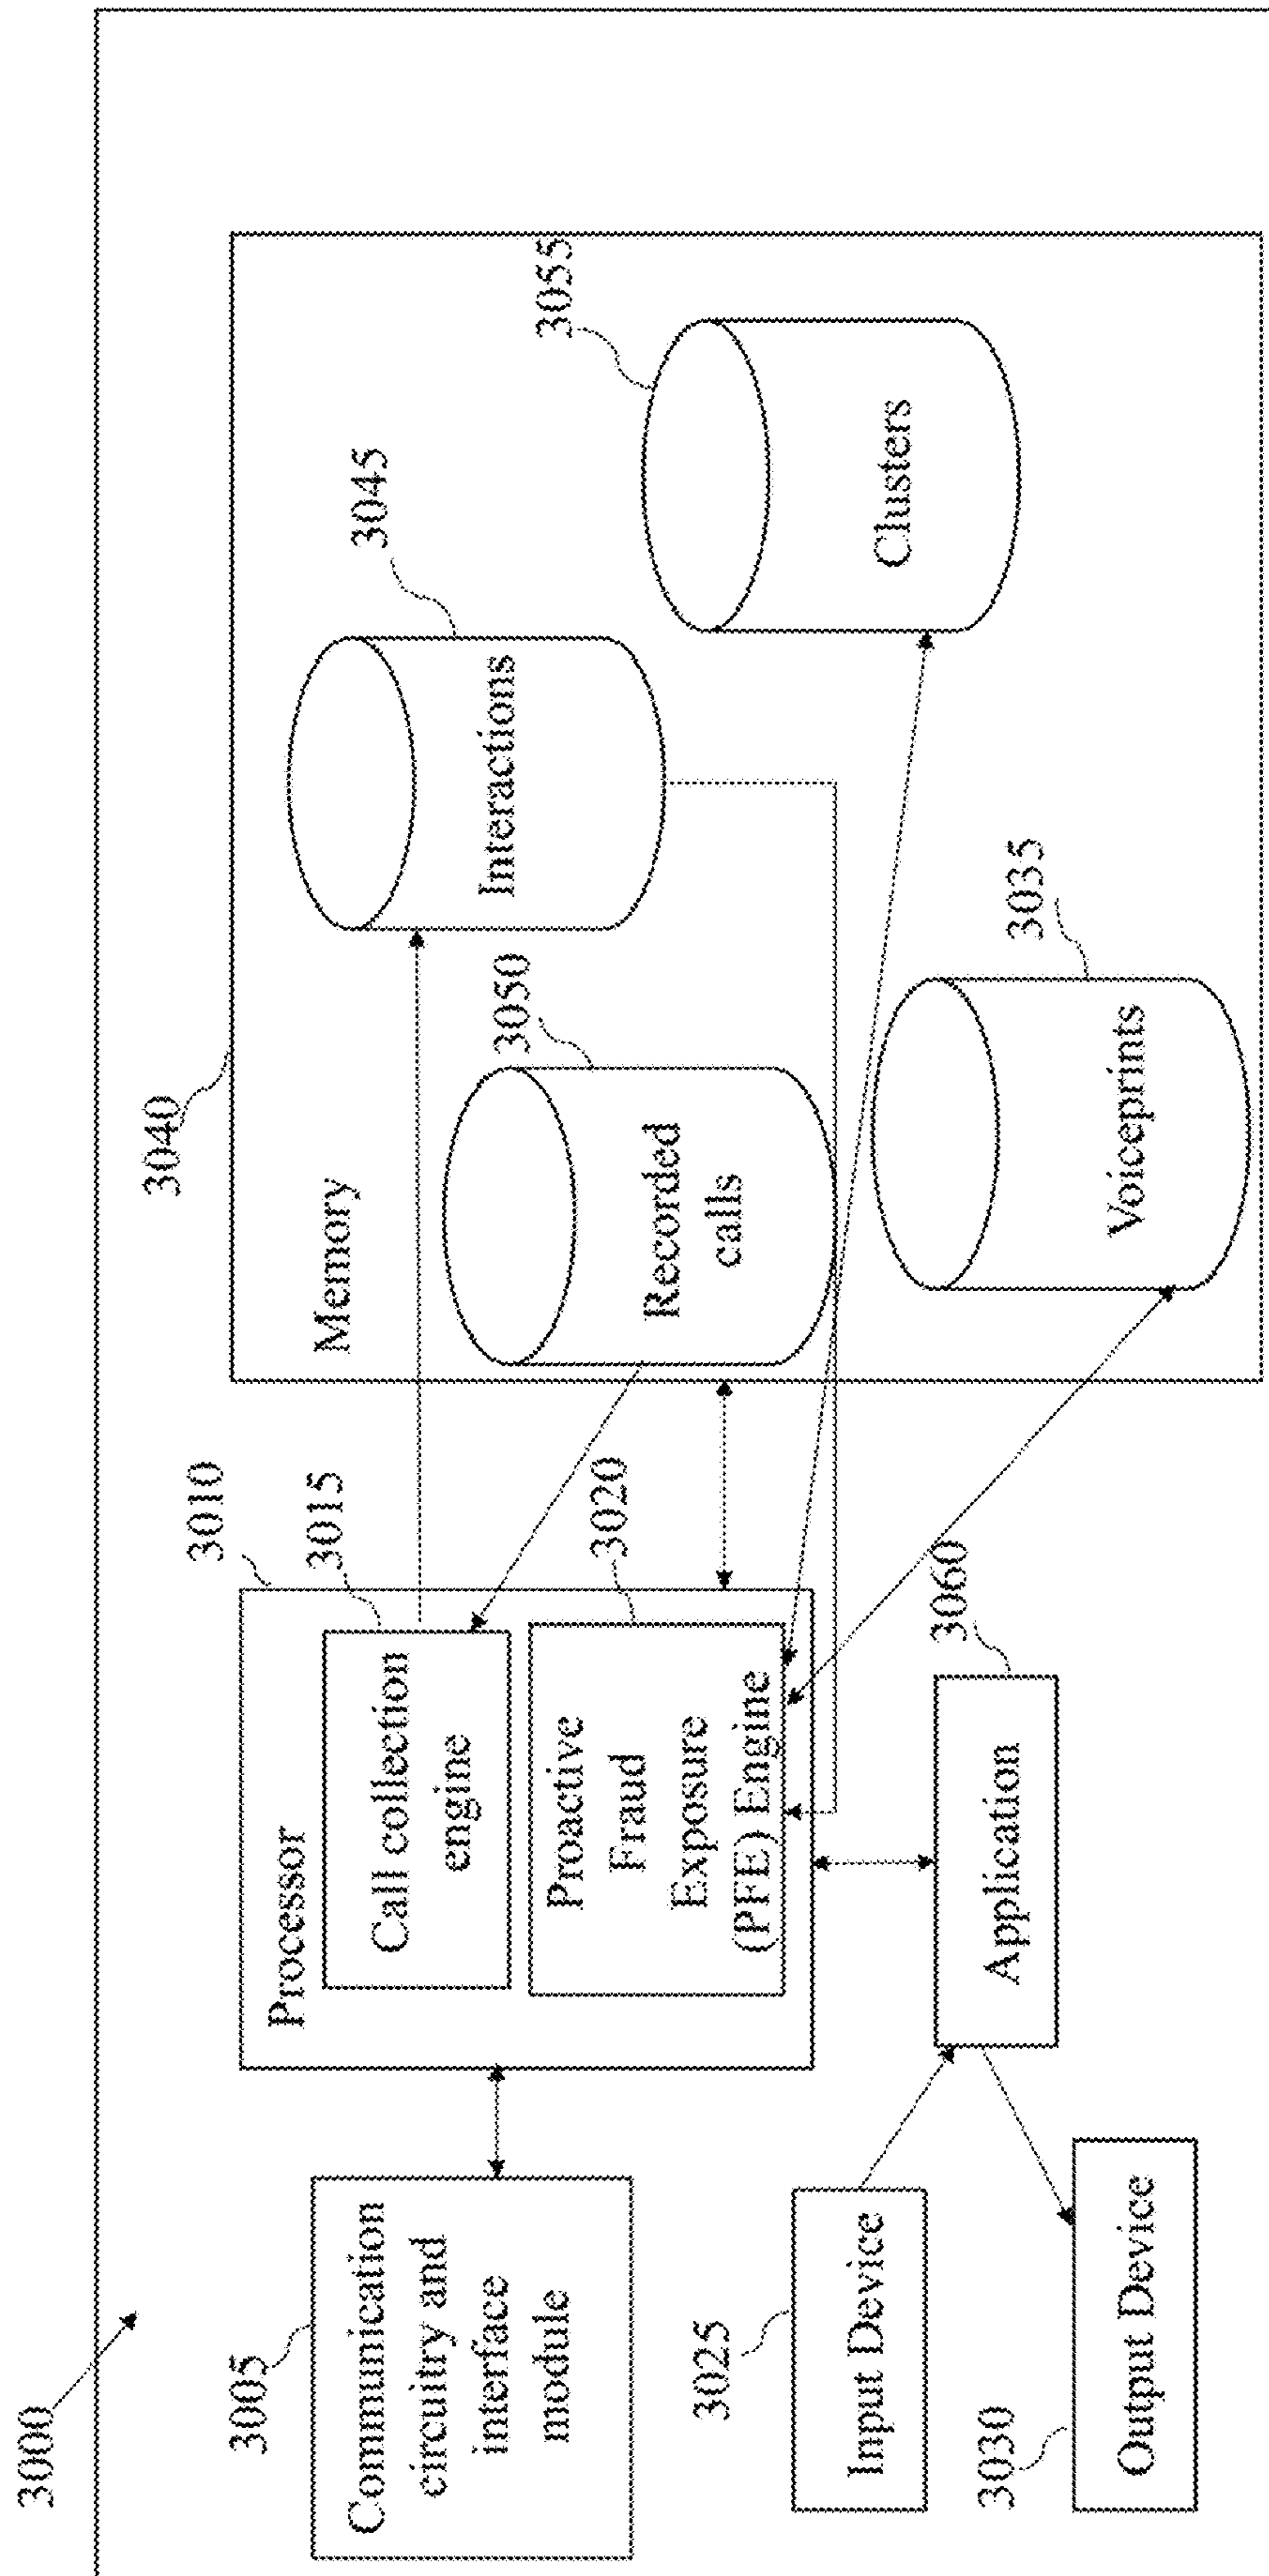 3000
3005
Communication
circuitry and
interface
module
3010
Processor
3015
Call collection
engine
3020
Proactive
Fraud
Exposure
(PFE) Engine
3040
Memory
3045
Interactions
3050
Recorded
calls
3055
Clusters
3035
Voiceprints
3025
Input Device
3030
Output Device
3060
Application